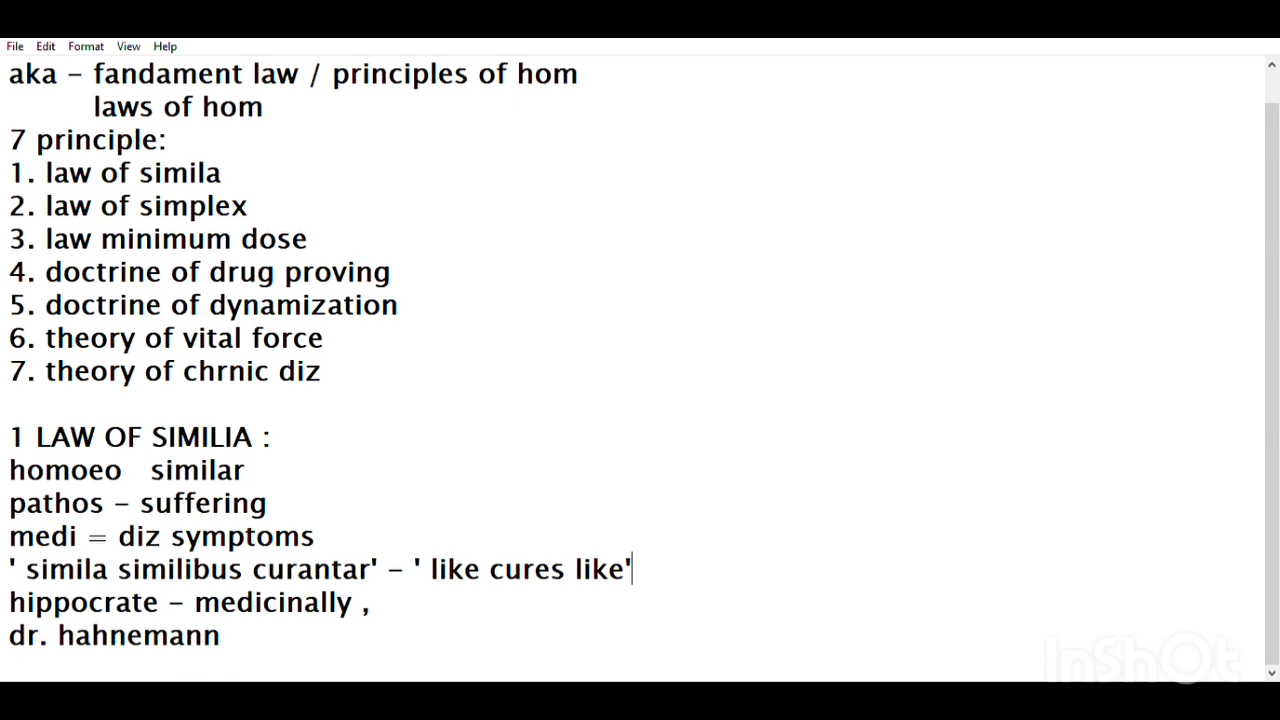 File Edit Format View Help
aka - fandament law / principles of hom
laws of hom
7 principle:
1. law of simila
2. law of simplex
3. law minimum dose
4. doctrine of drug proving
5. doctrine of dynamization
6. theory of vital force
7. theory of chrnic diz
1 LAW OF SIMILIA :
homoeo similar
pathos - suffering
medi = diz symptoms
' simila similibus curantar' - ' like cures like'
hippocrate - medicinally ,
dr. hahnemann
InShOt